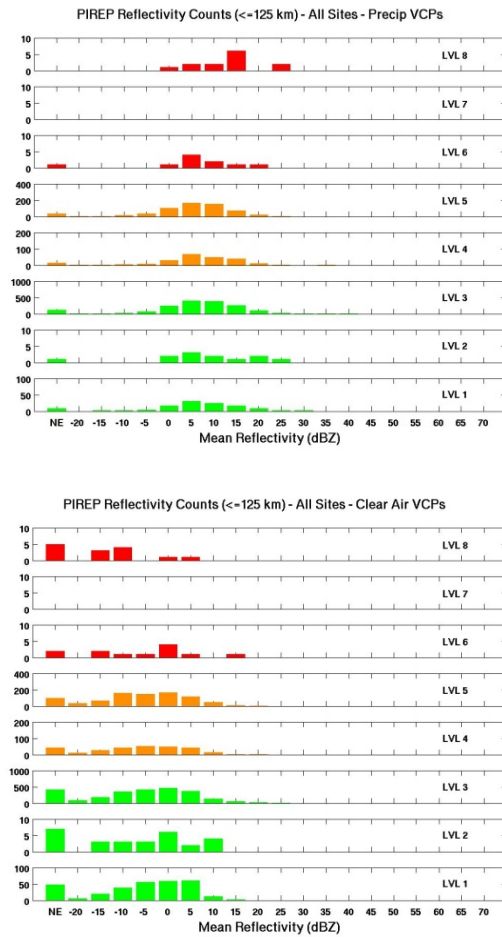 PIREP Reflectivity Counts (<=125 km) - All Sites - Precip VCPs
10
5
0
LVL 8
10
5
0
LVL 7
10
5
0
LVL 6
400
200
0
LVL 5
200
100
0
LVL 4
1000
500
0
LVL 3
10
5
0
LVL 2
100
50
0
LVL 1
NE -20 -15 -10 -5 0 5 10 15 20 25 30 35 40 45 50 55 60 65 70 75
Mean Reflectivity (dBZ)
PIREP Reflectivity Counts (<=125 km) - All Sites - Clear Air VCPs
10
5
0
LVL 8
10
5
0
LVL 7
10
5
0
LVL 6
400
200
0
LVL 5
200
100
0
LVL 4
1000
500
0
LVL 3
10
5
0
LVL 2
100
50
0
LVL 1
NE -20 -15 -10 -5 0 5 10 15 20 25 30 35 40 45 50 55 60 65 70 75
Mean Reflectivity (dBZ)